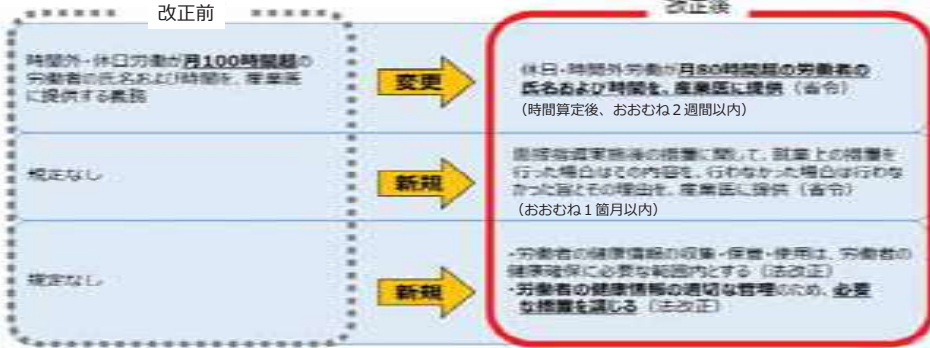 改正前
改正後
時間外・休日労働が月100時間超の
労働者の氏名および時間を、産業医
に提供する義務
変更
休日・時間外労働が月80時間超の労働者の
氏名および時間を、産業医に提供（省令）
（時間算定後、おおむね２週間以内）
規定なし
新規
面接指導実施後の措置に関して、就業上の措置を
行った場合はその内容を、行わなかった場合は行わな
かった旨とその理由を、産業医に提供（省令）
（おおむね１箇月以内）
規定なし
新規
・労働者の健康情報の収集・保管・使用は、労働者の
健康確保に必要な範囲内とする（法改正）
・労働者の健康情報の適切な管理のため、必要
な措置を講じる（法改正）